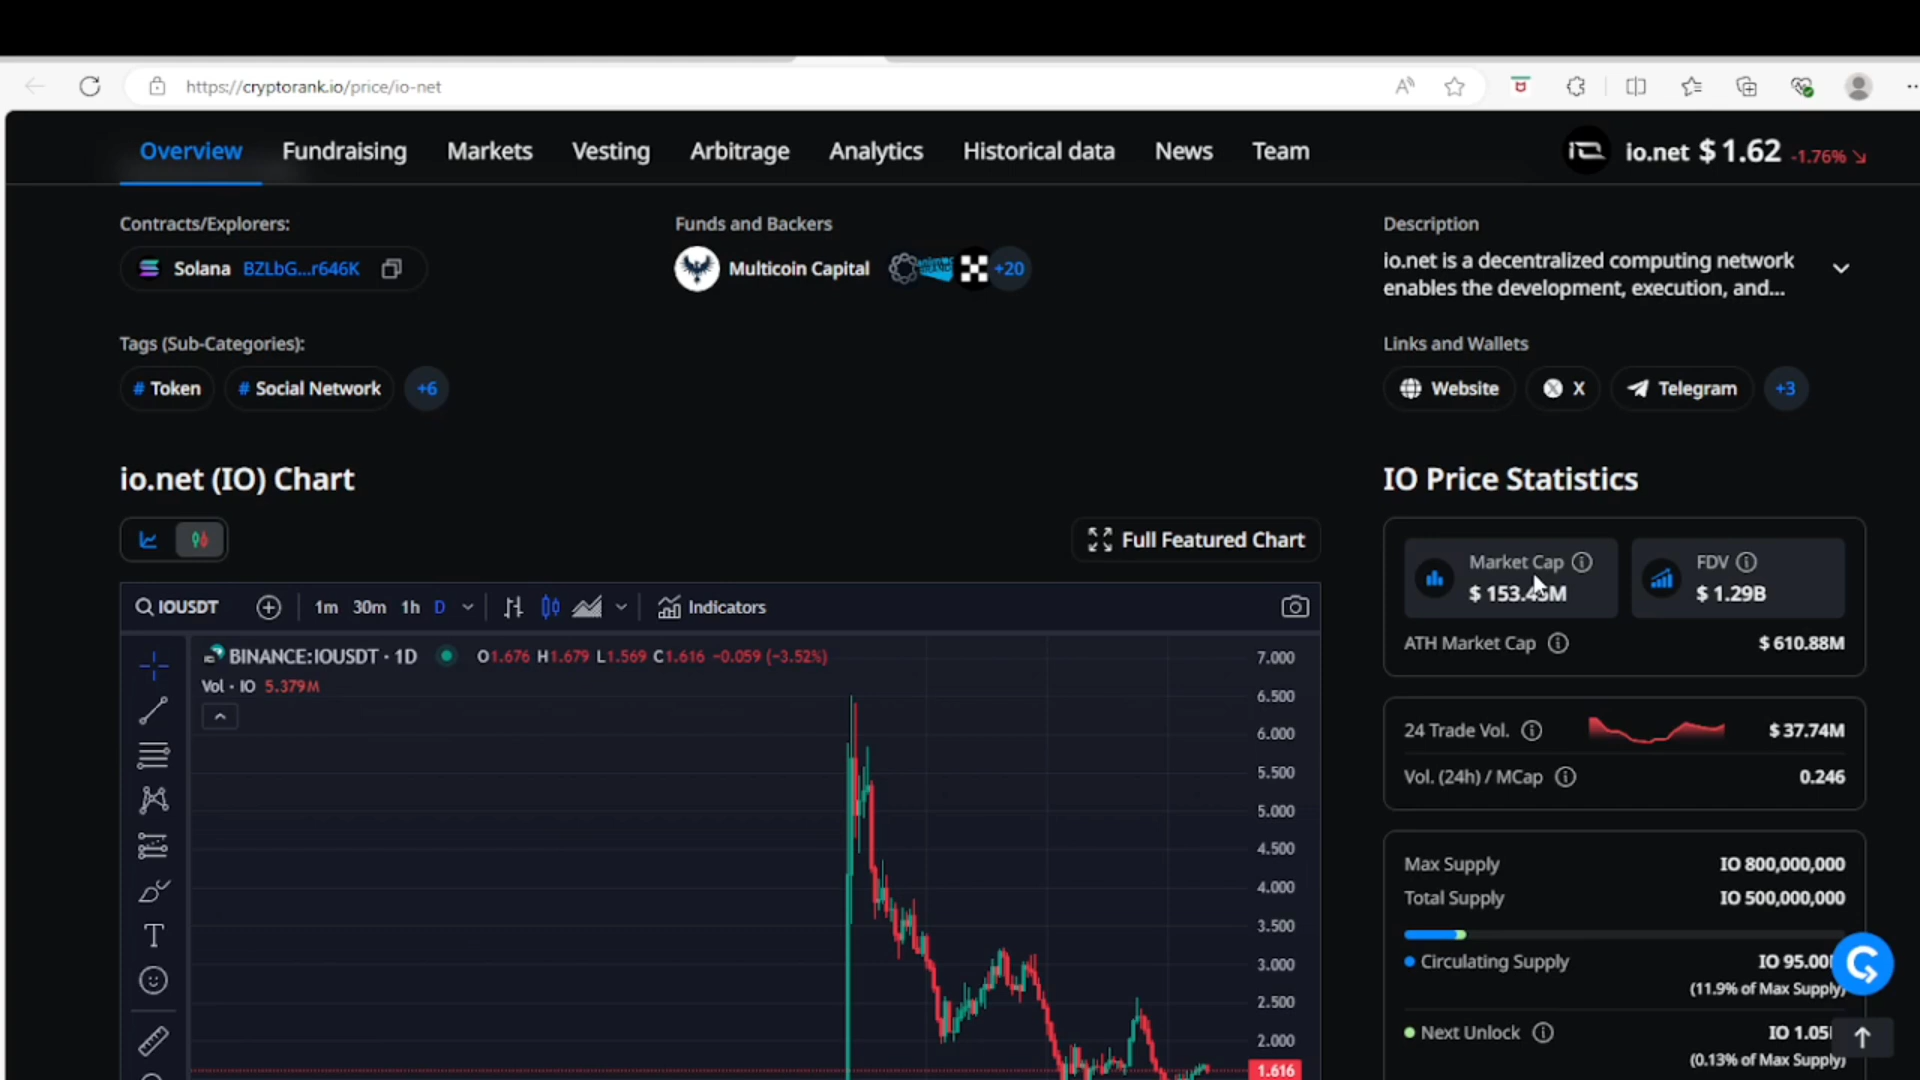 https://cryptorank.io/price/io-net
Overview Fundraising Markets Vesting Arbitrage Analytics Historical data News Team
io.net $ 1.62 -1.76%
Contracts/Explorers:
Solana BZLbG...r646K
Funds and Backers
Multicoin Capital +20
Description
io.net is a decentralized computing network
enables the development, execution, and...
Tags (Sub-Categories):
# Token # Social Network +6
Links and Wallets
Website X Telegram +3
io.net (IO) Chart
Full Featured Chart
IOUSDT 1m 30m 1h D Indicators
BINANCE:IOUSDT · 1D O1.676 H1.679 L1.569 C1.616 -0.059 (-3.52%)
Vol · IO 5.379M
7.000
6.500
6.000
5.500
5.000
4.500
4.000
3.500
3.000
2.500
2.000
1.616
IO Price Statistics
Market Cap
$ 153.45M
FDV
$ 1.29B
ATH Market Cap $ 610.88M
24 Trade Vol. $ 37.74M
Vol. (24h) / MCap 0.246
Max Supply IO 800,000,000
Total Supply IO 500,000,000
Circulating Supply IO 95.00
(11.9% of Max Supply)
Next Unlock IO 1.05
(0.13% of Max Supply)